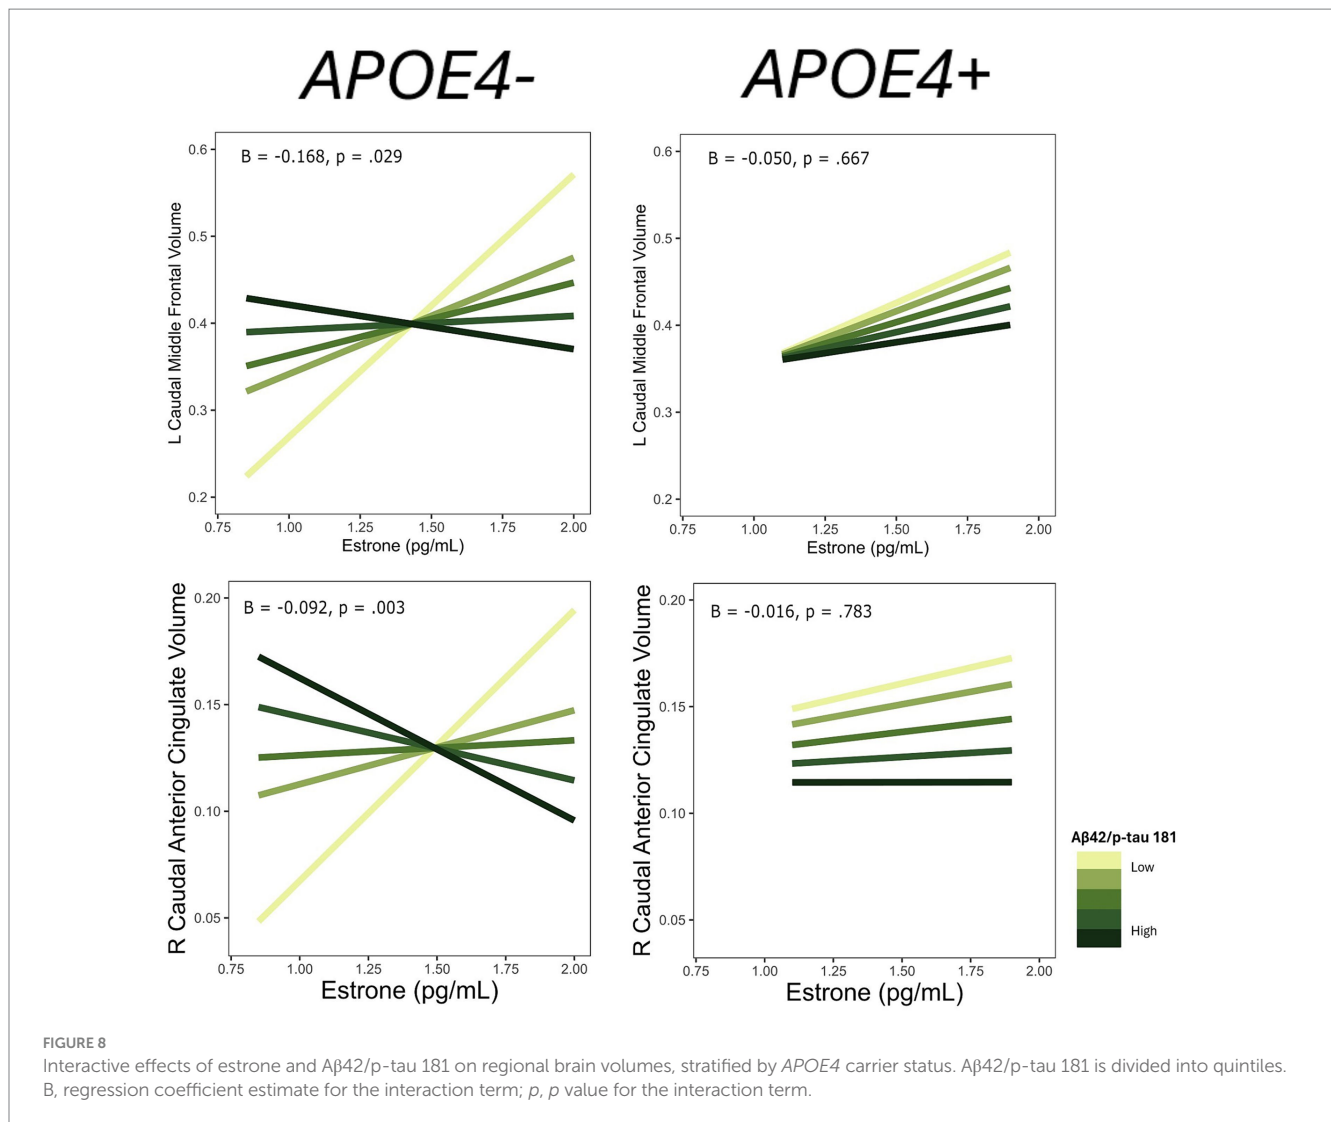 APOE4-
APOE4+
B = -0.168, p = .029
L Caudal Middle Frontal Volume
0.6
0.5
0.4
0.3
0.2
0.75 1.00 1.25 1.50 1.75 2.00
Estrone (pg/mL)
B = -0.050, p = .667
L Caudal Middle Frontal Volume
0.6
0.5
0.4
0.3
0.2
0.75 1.00 1.25 1.50 1.75 2.00
Estrone (pg/mL)
B = -0.092, p = .003
R Caudal Anterior Cingulate Volume
0.20
0.15
0.10
0.05
0.75 1.00 1.25 1.50 1.75 2.00
Estrone (pg/mL)
B = -0.016, p = .783
R Caudal Anterior Cingulate Volume
0.20
0.15
0.10
0.05
0.75 1.00 1.25 1.50 1.75 2.00
Estrone (pg/mL)
Aβ42/p-tau 181
Low
High
FIGURE 8
Interactive effects of estrone and Aβ42/p-tau 181 on regional brain volumes, stratified by APOE4 carrier status. Aβ42/p-tau 181 is divided into quintiles.
B, regression coefficient estimate for the interaction term; p, p value for the interaction term.